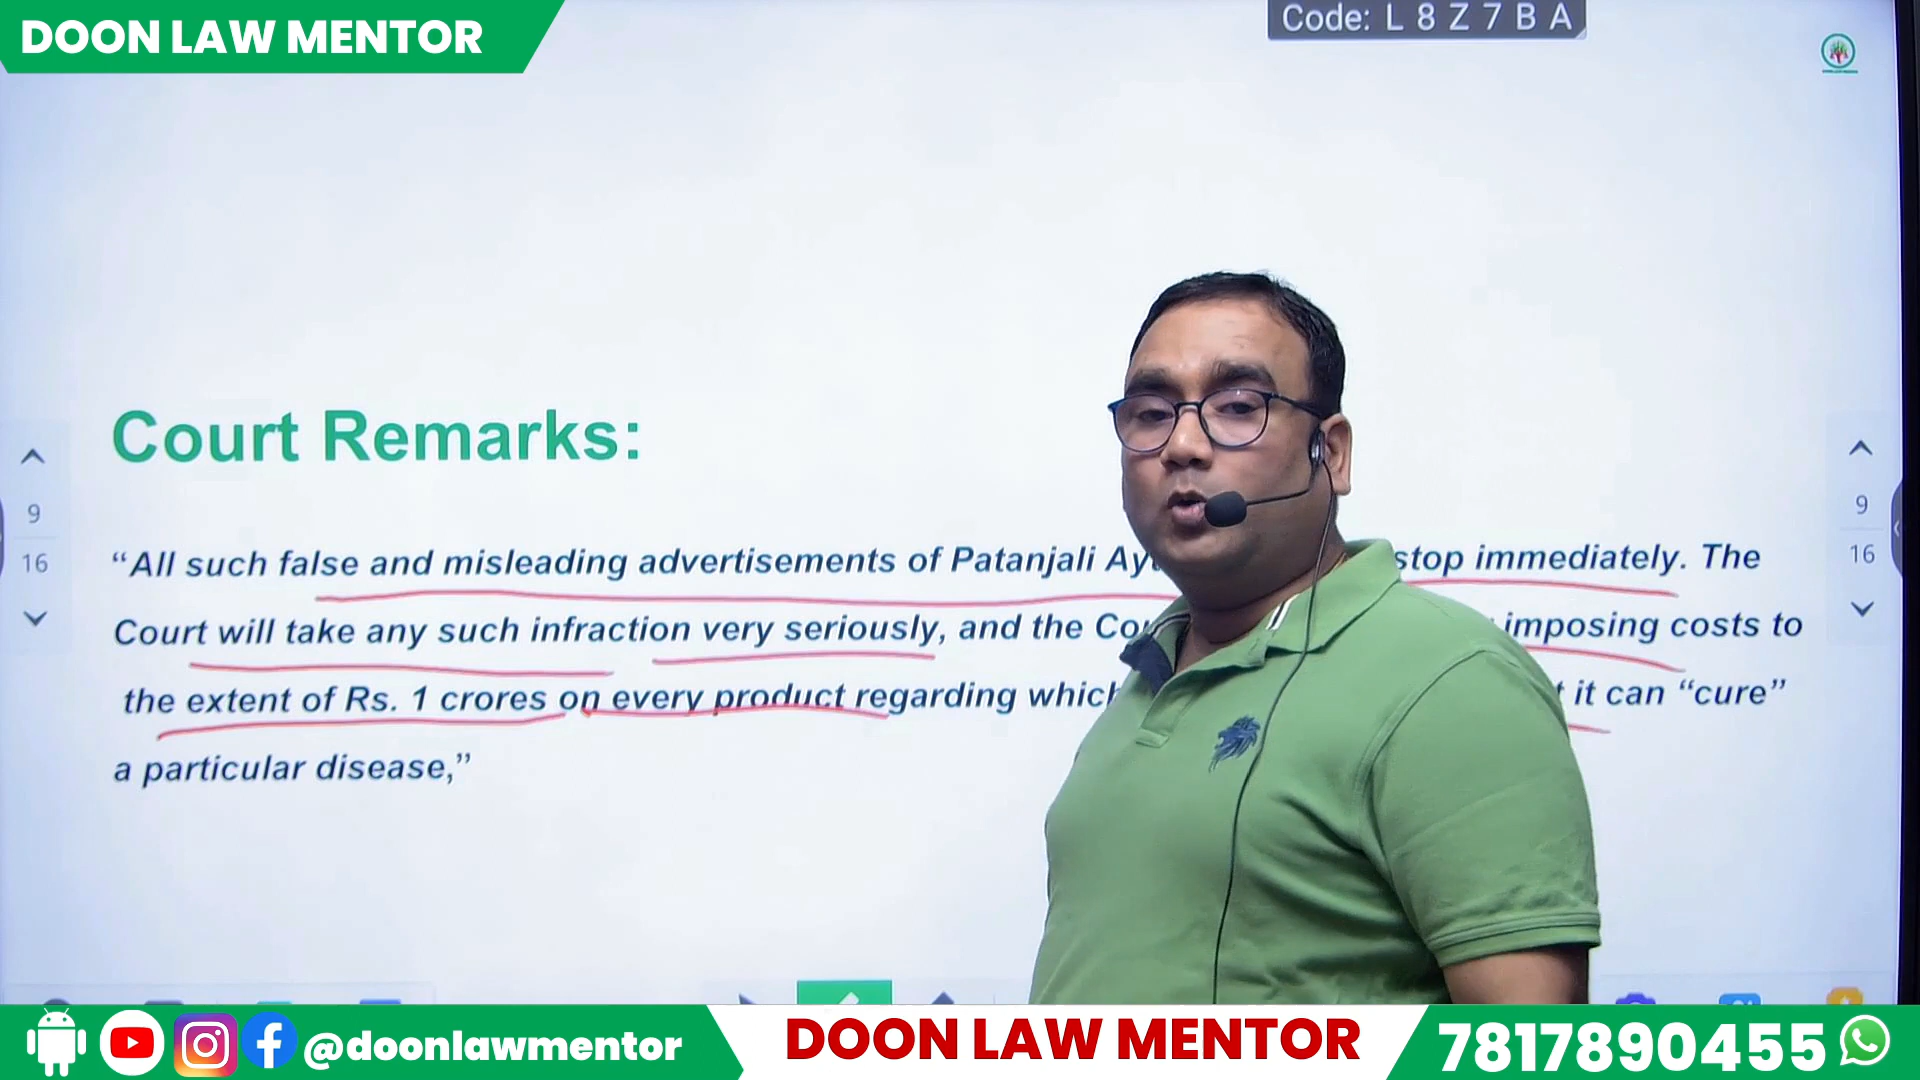 DOON LAW MENTOR
Code: L 8 Z 7 B A
Court Remarks:
“All such false and misleading advertisements of Patanjali stop immediately. The
Court will take any such infraction very seriously, and the imposing costs to
the extent of Rs. 1 crores on every product regarding which it can “cure”
a particular disease,”
9
16
9
16
@doonlawmentor
DOON LAW MENTOR
7817890455